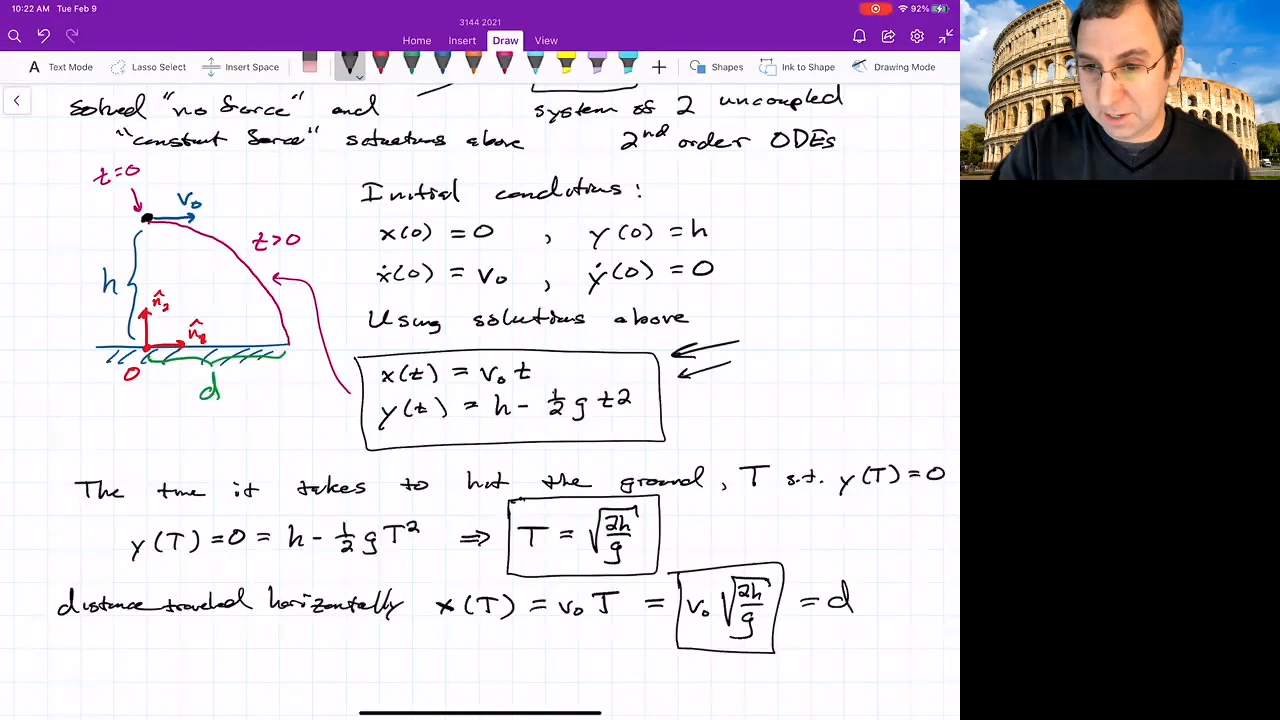 10:22 AM Tue Feb 9
92%
3144 2021
Home Insert Draw View
A Text Mode Lasso Select Insert Space + Shapes Ink to Shape Drawing Mode
solved "no force" and system of 2 uncoupled
"constant force" situations above 2nd order ODEs
t=0
v₀
t>0
h
n̂₂
n̂₁
O
d
Initial conditions:
x(0) = 0 , y(0) = h
ẋ(0) = v₀ , ẏ(0) = 0
Using solutions above
x(t) = v₀ t
y(t) = h - 1/2 g t2
The time it takes to hit the ground, T s.t. y(T) = 0
y(T) = 0 = h - 1/2 g T² ⇒ T = √(2h/g)
distance traveled horizontally x(T) = v₀ T = v₀ √(2h/g) = d